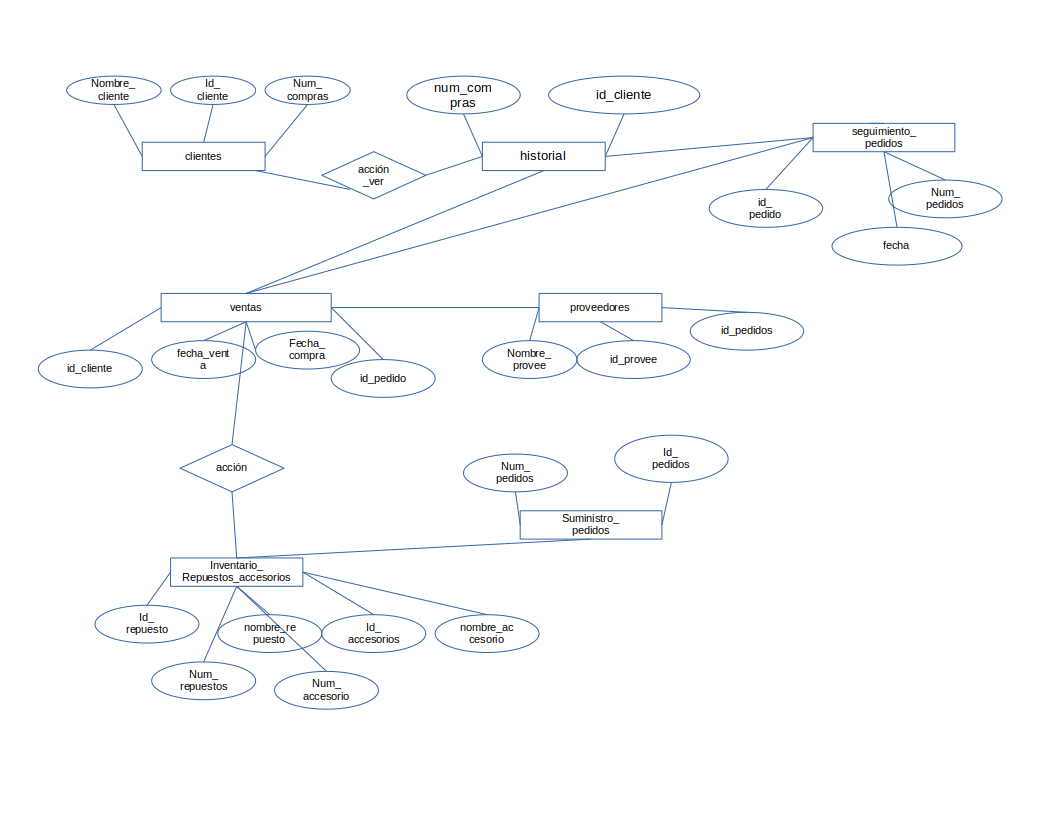 Nombre_
cliente
Id_
cliente
Num_
compras
num_com
pras
id_cliente
clientes
acción
_ver
historial
seguimiento_
pedidos
id_
pedido
Num_
pedidos
fecha
ventas
proveedores
id_cliente
fecha_vent
a
Fecha_
compra
id_pedido
Nombre_
provee
id_provee
id_pedidos
acción
Num_
pedidos
Id_
pedidos
Suministro_
pedidos
Inventario_
Repuestos_accesorios
Id_
repuesto
nombre_re
puesto
Id_
accesorios
nombre_ac
cesorio
Num_
repuestos
Num_
accesorio